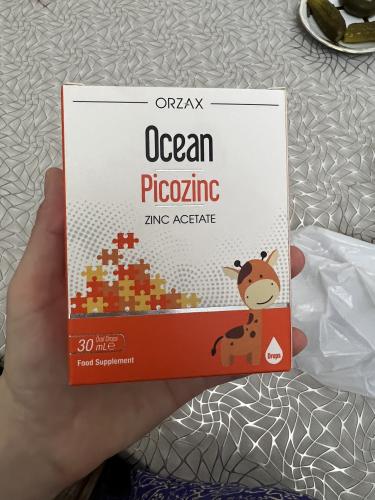 ORZAX
Ocean
Picozinc
ZINC ACETATE
30 Oral Drops
mL℮
Food Supplement
Drops